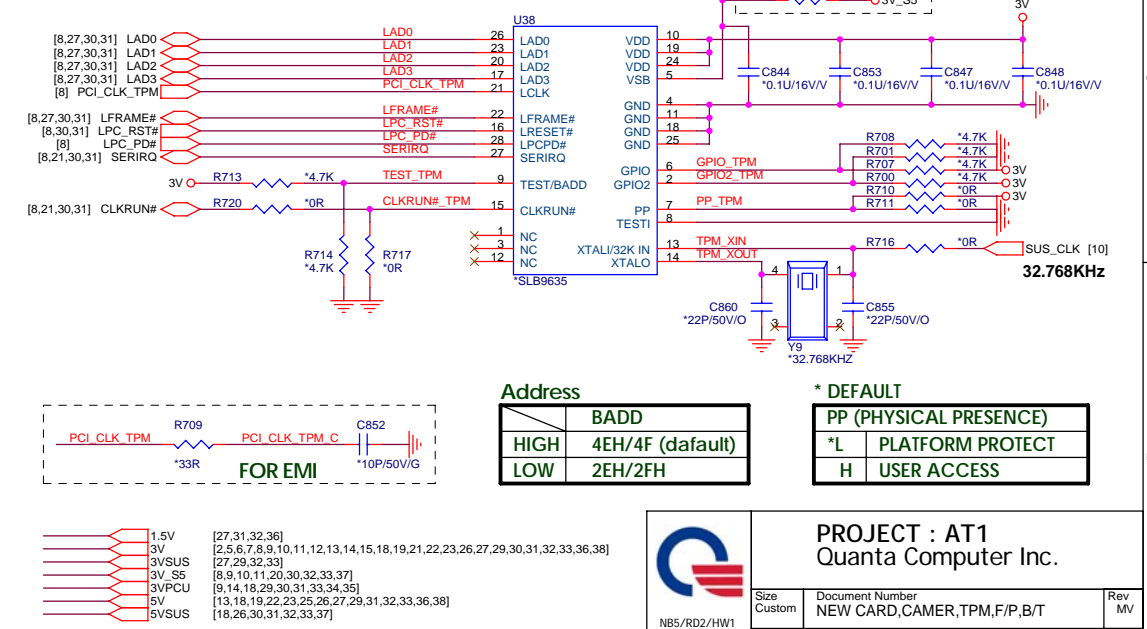 3V_S5
3V
U38
[8,27,30,31] LAD0 LAD0 26 LAD0 VDD 10
[8,27,30,31] LAD1 LAD1 23 LAD1 VDD 19
[8,27,30,31] LAD2 LAD2 20 LAD2 VDD 24
[8,27,30,31] LAD3 LAD3 17 LAD3 VSB 5
[8] PCI_CLK_TPM PCI_CLK_TPM 21 LCLK
C844 C853 C847 C848
*0.1U/16V/V *0.1U/16V/V *0.1U/16V/V *0.1U/16V/V
GND 4
[8,27,30,31] LFRAME# LFRAME# 22 LFRAME# GND 11
[8,30,31] LPC_RST# LPC_RST# 16 LRESET# GND 18
[8] LPC_PD# LPC_PD# 28 LPCPD# GND 25
[8,21,30,31] SERIRQ SERIRQ 27 SERIRQ
R708 *4.7K
R701 *4.7K
GPIO 6 GPIO_TPM R707 *4.7K 3V
GPIO2 2 GPIO2_TPM R700 *4.7K 3V
3V R713 *4.7K TEST_TPM 9 TEST/BADD
R710 *0R 3V
[8,21,30,31] CLKRUN# R720 *0R CLKRUN#_TPM 15 CLKRUN# PP 7 PP_TPM R711 *0R
TESTI 8
1 NC
3 NC XTALI/32K IN 13 TPM_XIN R716 *0R SUS_CLK [10]
12 NC XTALO 14 TPM_XOUT
32.768KHz
R714 R717
*4.7K *0R
*SLB9635
4 1
C860 C855
*22P/50V/O *22P/50V/O
3 2
Y9
*32.768KHZ
Address
BADD
HIGH 4EH/4F (dafault)
LOW 2EH/2FH
* DEFAULT
PP (PHYSICAL PRESENCE)
*L PLATFORM PROTECT
H USER ACCESS
R709 C852
PCI_CLK_TPM PCI_CLK_TPM_C
*33R *10P/50V/G
FOR EMI
1.5V [27,31,32,36]
3V [2,5,6,7,8,9,10,11,12,13,14,15,18,19,21,22,23,26,27,29,30,31,32,33,36,38]
3VSUS [27,29,32,33]
3V_S5 [8,9,10,11,20,30,32,33,37]
3VPCU [9,14,18,29,30,31,33,34,35]
5V [13,18,19,22,23,25,26,27,29,31,32,33,36,38]
5VSUS [18,26,30,31,32,33,37]
PROJECT : AT1
Quanta Computer Inc.
NB5/RD2/HW1
Size Document Number Rev
Custom NEW CARD,CAMER,TPM,F/P,B/T MV